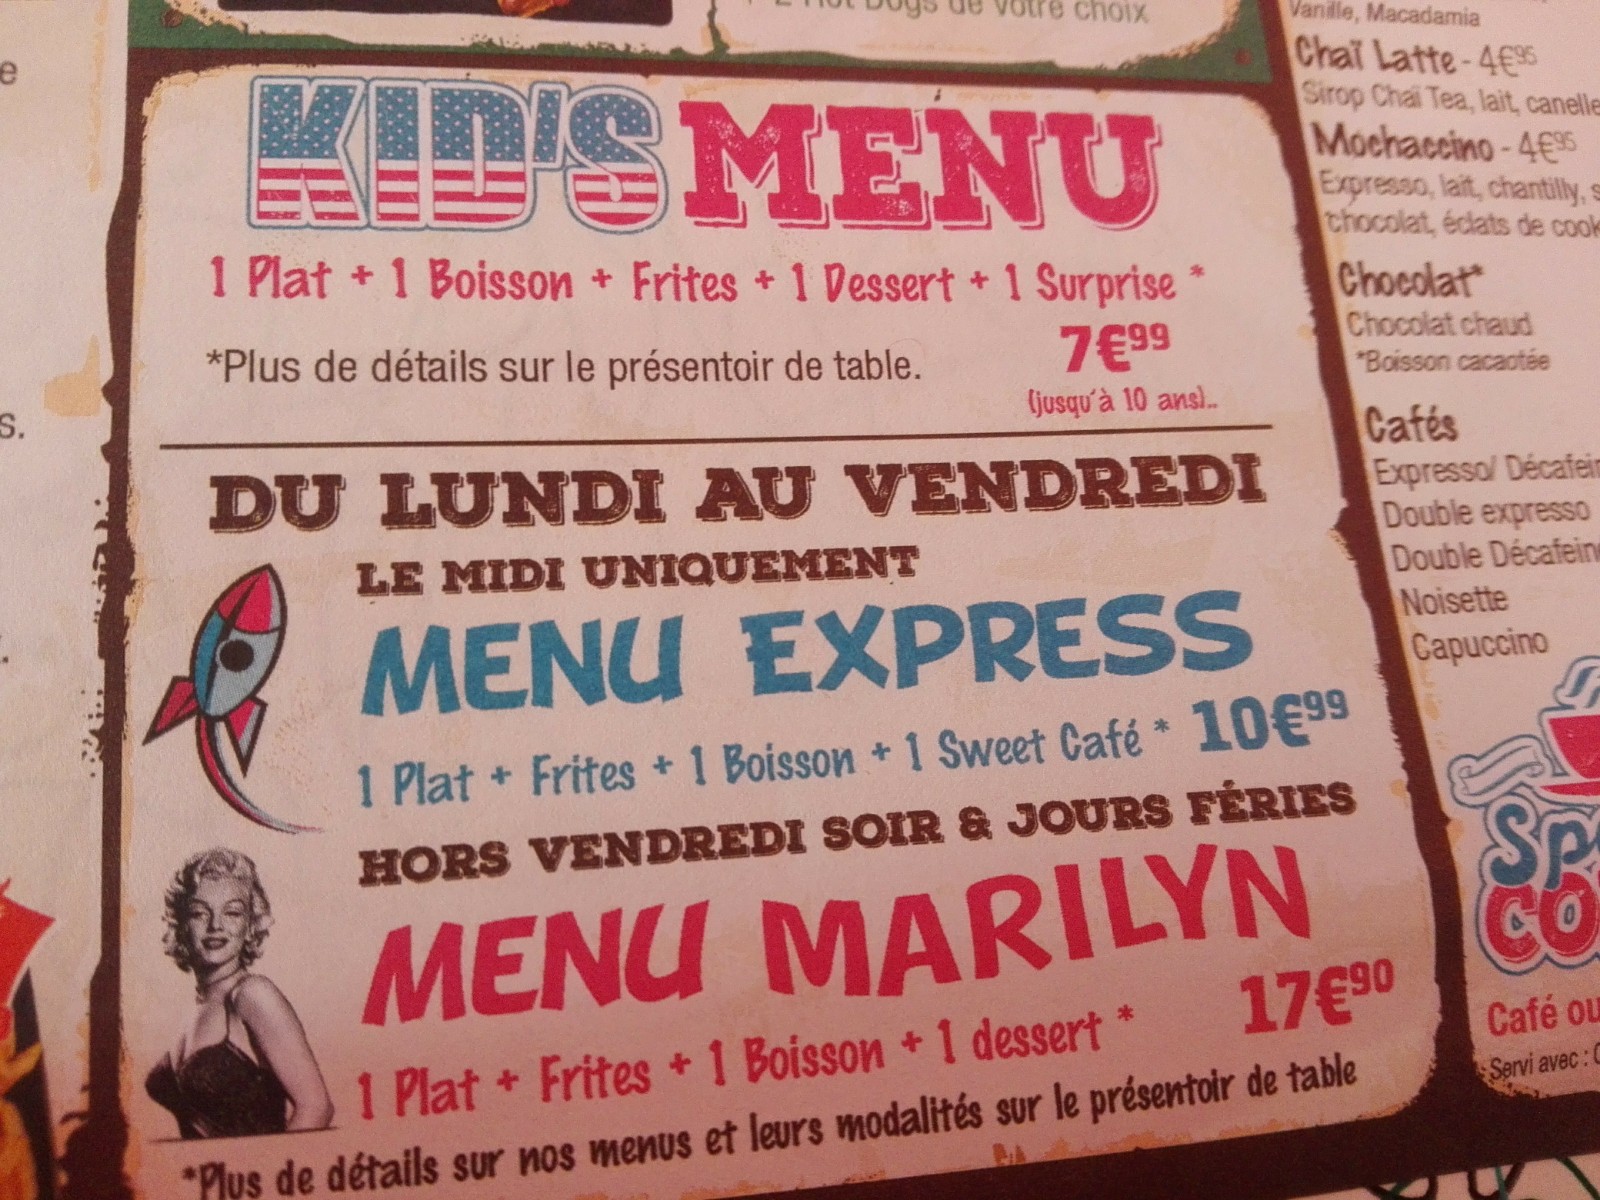 2 Hot Dogs de votre choix
KID'S MENU
1 Plat + 1 Boisson + Frites + 1 Dessert + 1 Surprise *
7€99
*Plus de détails sur le présentoir de table.
(jusqu'à 10 ans)..
DU LUNDI AU VENDREDI
LE MIDI UNIQUEMENT
MENU EXPRESS
1 Plat + Frites + 1 Boisson + 1 Sweet Café * 10€99
HORS VENDREDI SOIR & JOURS FÉRIES
MENU MARILYN
17€90
1 Plat + Frites + 1 Boisson + 1 dessert *
*Plus de détails sur nos menus et leurs modalités sur le présentoir de table
Vanille, Macadamia
Chaï Latte - 4€95
Sirop Chaï Tea, lait, canelle
Mochaccino - 4€95
Expresso, lait, chantilly,
chocolat, éclats de
Chocolat*
Chocolat chaud
*Boisson cacaotée
Cafés
Expresso/
Double expresso
Double
Noisette
Capuccino
Café ou
Servi avec :